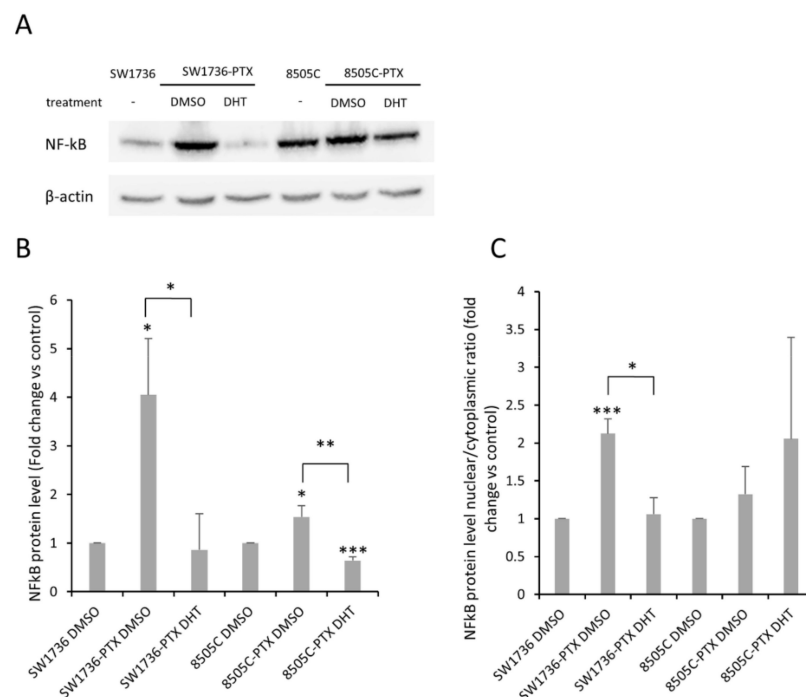 A
SW1736 SW1736-PTX 8505C 8505C-PTX
treatment - DMSO DHT - DMSO DHT
NF-kB
β-actin
B
NFkB protein level (Fold change vs control)
6
5
4
3
2
1
0
*
*
**
*
***
SW1736 DMSO
SW1736-PTX DMSO
SW1736-PTX DHT
8505C DMSO
8505C-PTX DMSO
8505C-PTX DHT
C
NFkB protein level nuclear/cytoplasmic ratio (fold
change vs control)
4
3.5
3
2.5
2
1.5
1
0.5
0
*
***
SW1736 DMSO
SW1736-PTX DMSO
SW1736-PTX DHT
8505C DMSO
8505C-PTX DMSO
8505C-PTX DHT